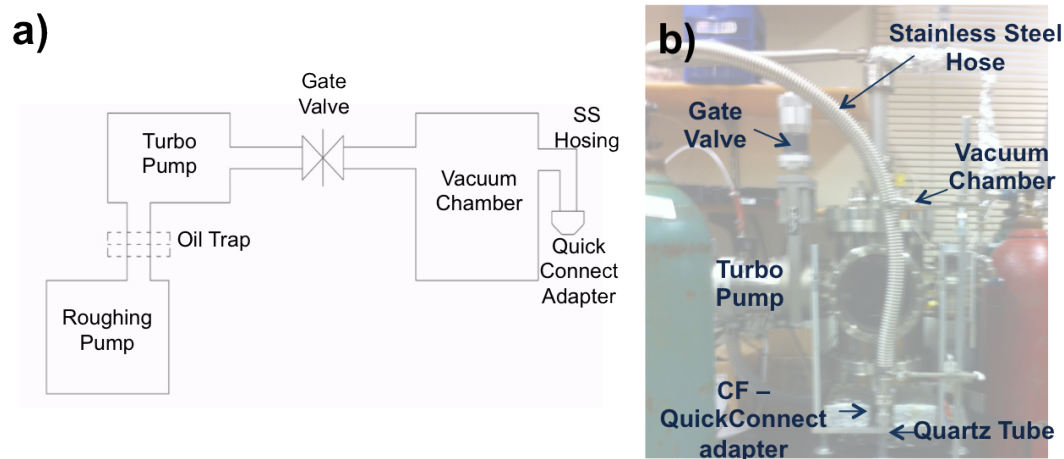 a)
Gate
Valve
Turbo
Pump
SS
Hosing
Vacuum
Chamber
Oil Trap
Quick
Connect
Adapter
Roughing
Pump
b)
Stainless Steel
Hose
Gate
Valve
Vacuum
Chamber
Turbo
Pump
CF –
QuickConnect
adapter
Quartz Tube